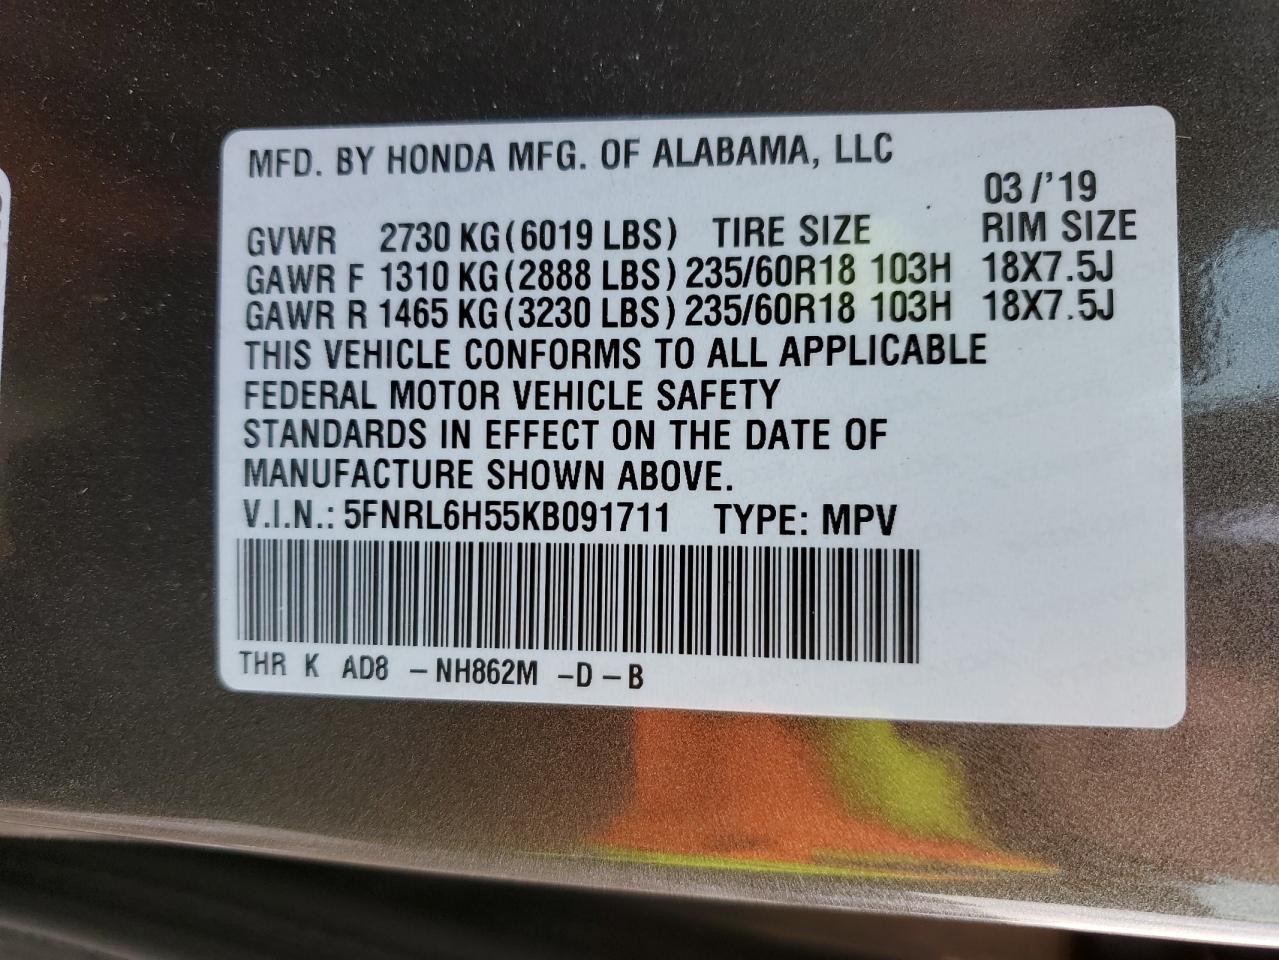 MFD. BY HONDA MFG. OF ALABAMA, LLC
03/'19
GVWR 2730 KG(6019 LBS) TIRE SIZE RIM SIZE
GAWR F 1310 KG(2888 LBS) 235/60R18 103H 18X7.5J
GAWR R 1465 KG(3230 LBS) 235/60R18 103H 18X7.5J
THIS VEHICLE CONFORMS TO ALL APPLICABLE
FEDERAL MOTOR VEHICLE SAFETY
STANDARDS IN EFFECT ON THE DATE OF
MANUFACTURE SHOWN ABOVE.
V.I.N.: 5FNRL6H55KB091711 TYPE: MPV
THR K AD8 -NH862M -D-B